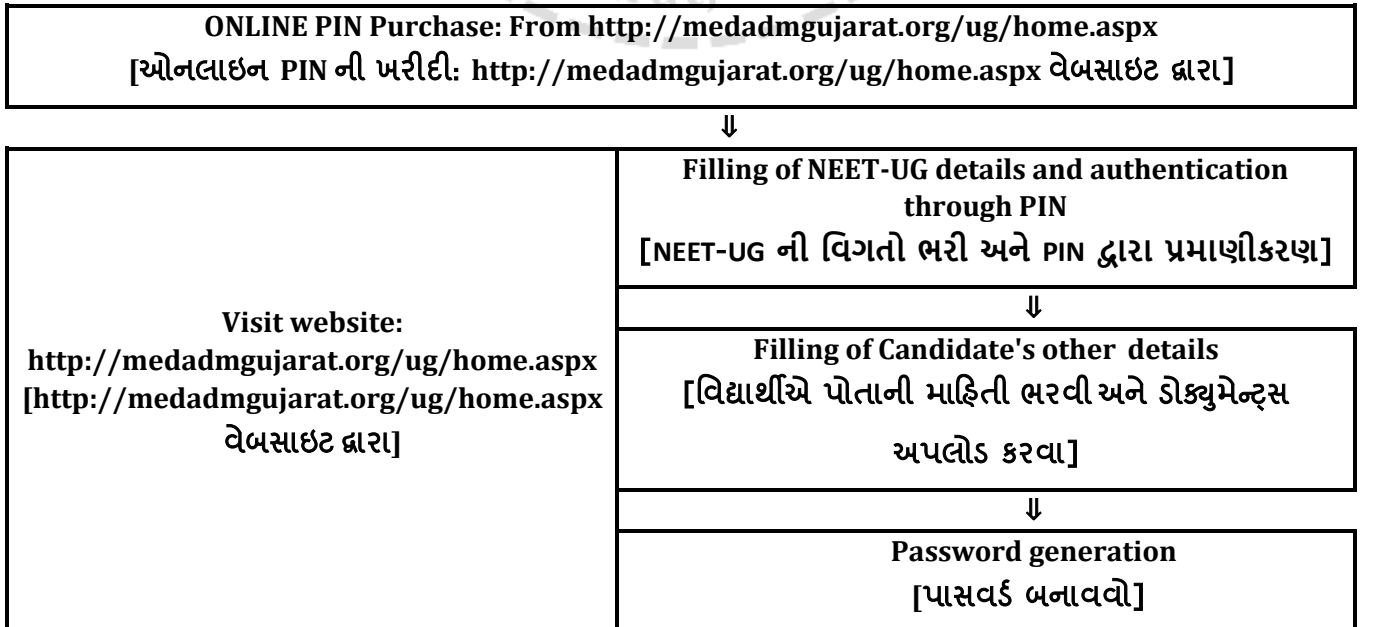 ONLINE PIN Purchase: From http://medadmgujarat.org/ug/home.aspx
[ઓનલાઇન PIN ની ખરીદી: http://medadmgujarat.org/ug/home.aspx વેબસાઇટ દ્વારા]
⇓
Visit website:
http://medadmgujarat.org/ug/home.aspx
[http://medadmgujarat.org/ug/home.aspx
વેબસાઇટ દ્વારા]
Filling of NEET-UG details and authentication
through PIN
[NEET-UG ની વિગતો ભરી અને PIN દ્વારા પ્રમાણીકરણ]
⇓
Filling of Candidate's other details
[વિદ્યાર્થીએ પોતાની માહિતી ભરવી અને ડોક્યુમેન્ટ્સ
અપલોડ કરવા]
⇓
Password generation
[પાસવર્ડ બનાવવો]